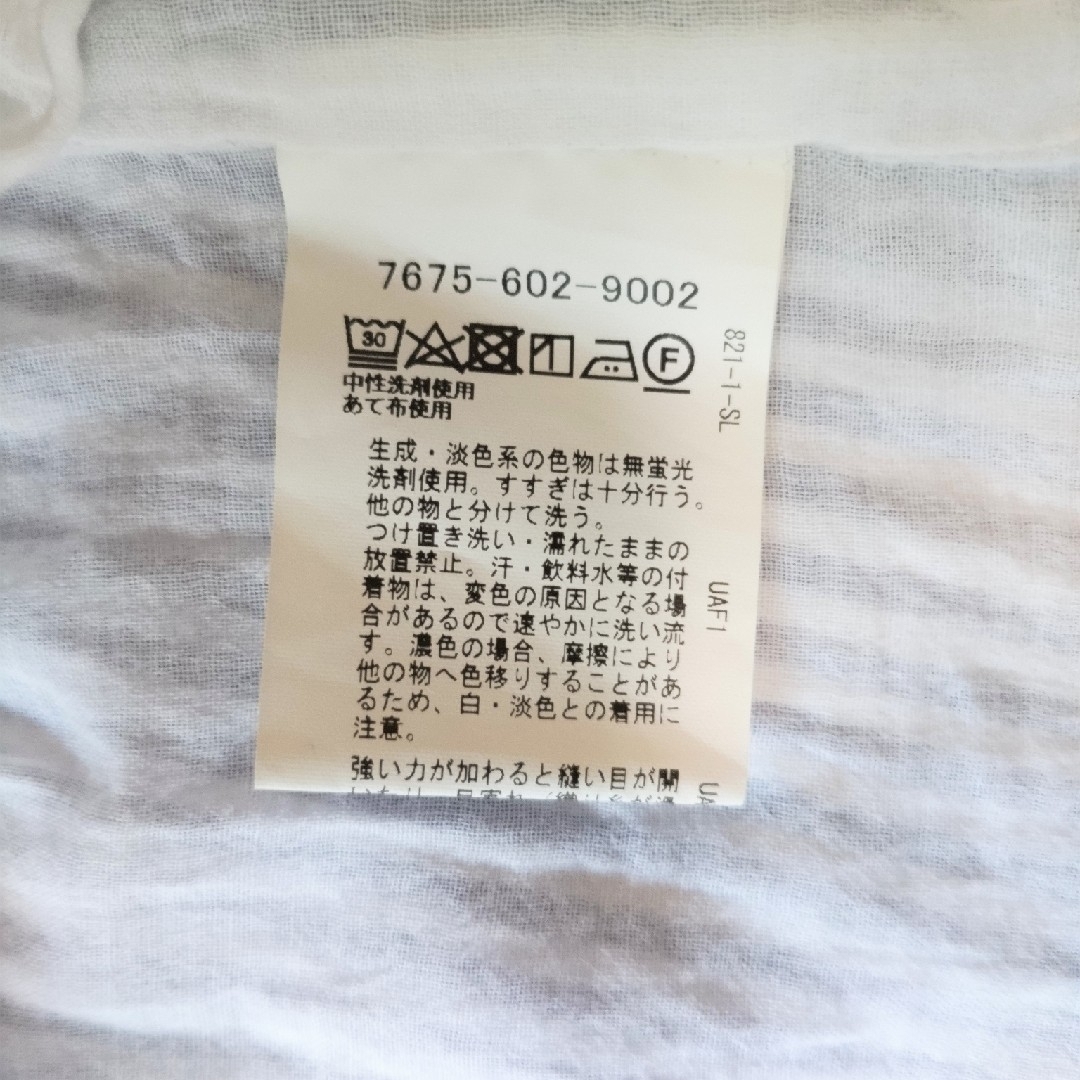 7675-602-9002
30
F
中性洗剤使用
あて布使用
生成・淡色系の色物は無蛍光
洗剤使用。すすぎは十分行う。
他の物と分けて洗う。
つけ置き洗い・濡れたままの
放置禁止。汗・飲料水等の付
着物は、変色の原因となる場
合があるので速やかに洗い流
す。濃色の場合、摩擦により
他の物へ色移りすることがあ
るため、白・淡色との着用に
注意。
強い力が加わると縫い目が開
821-1-SL
UAF1
UA